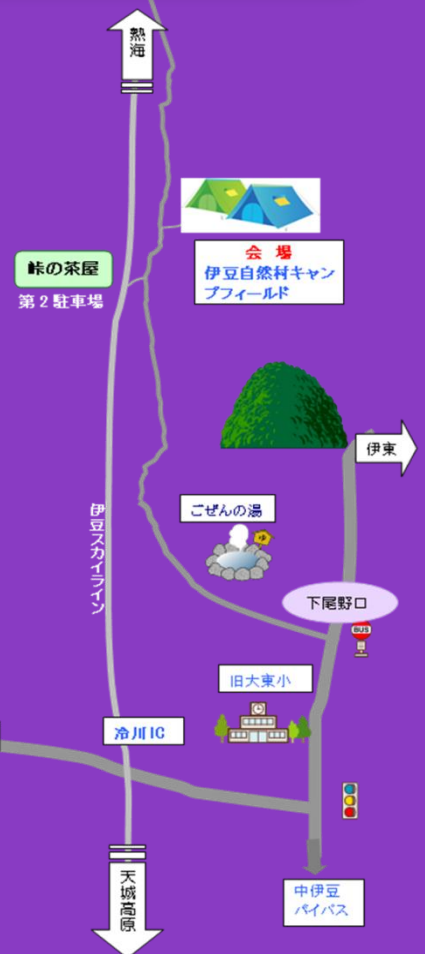 熱海
会 場
伊豆自然村キャン
プフィールド
峠の茶屋
第２駐車場
伊東
ごぜんの湯
ゆ
伊豆スカイライン
下尾野口
BUS
旧大東小
冷川IC
天城高原
中伊豆
バイパス